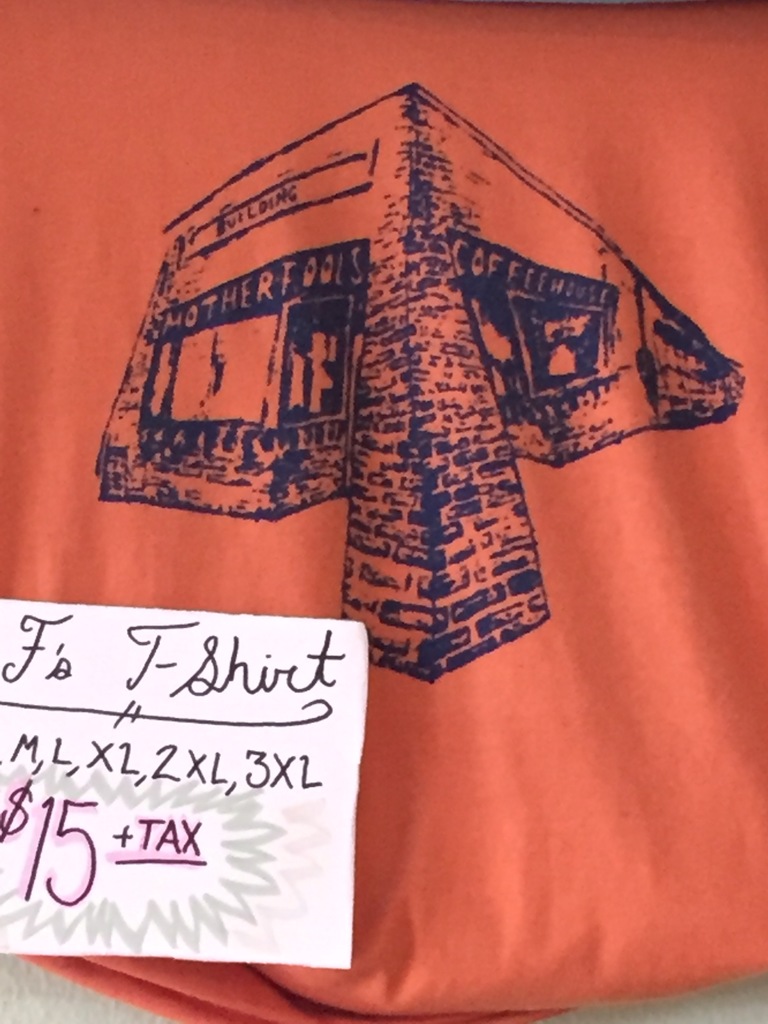 BUILDING
MOTHERFOOLS
COFFEEHOUSE
F's T-Shirt
M, L, XL, 2XL, 3XL
$15 +TAX